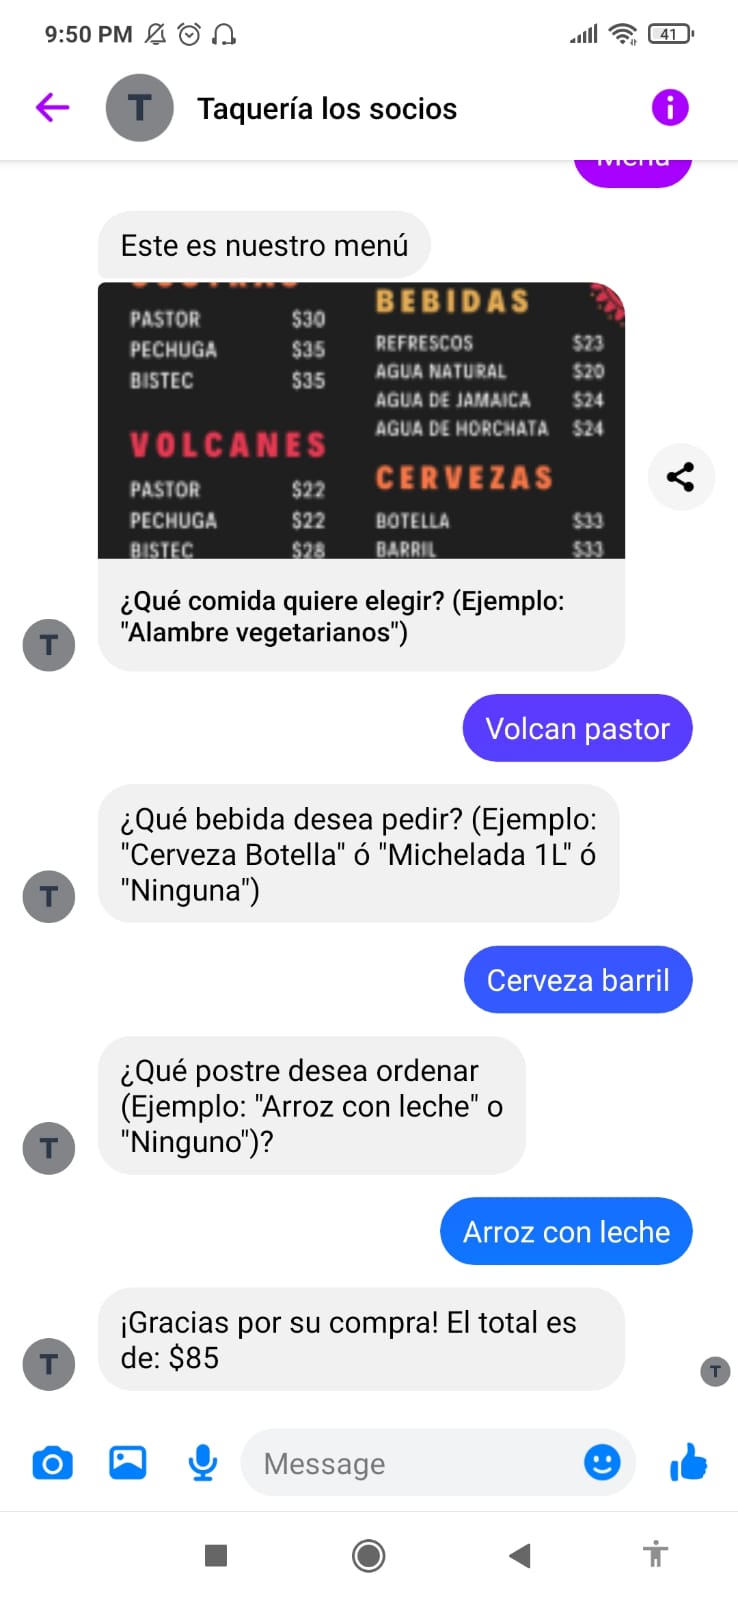 9:50 PM
41
T
Taquería los socios
Menú
Este es nuestro menú
PASTOR $30
PECHUGA $35
BISTEC $35
VOLCANES
PASTOR $22
PECHUGA $22
BISTEC $28
BEBIDAS
REFRESCOS $23
AGUA NATURAL $20
AGUA DE JAMAICA $24
AGUA DE HORCHATA $24
CERVEZAS
BOTELLA $33
BARRIL $33
¿Qué comida quiere elegir? (Ejemplo:
"Alambre vegetarianos")
T
Volcan pastor
¿Qué bebida desea pedir? (Ejemplo:
"Cerveza Botella" ó "Michelada 1L" ó
"Ninguna")
T
Cerveza barril
¿Qué postre desea ordenar
(Ejemplo: "Arroz con leche" o
"Ninguno")?
T
Arroz con leche
¡Gracias por su compra! El total es
de: $85
T
T
Message